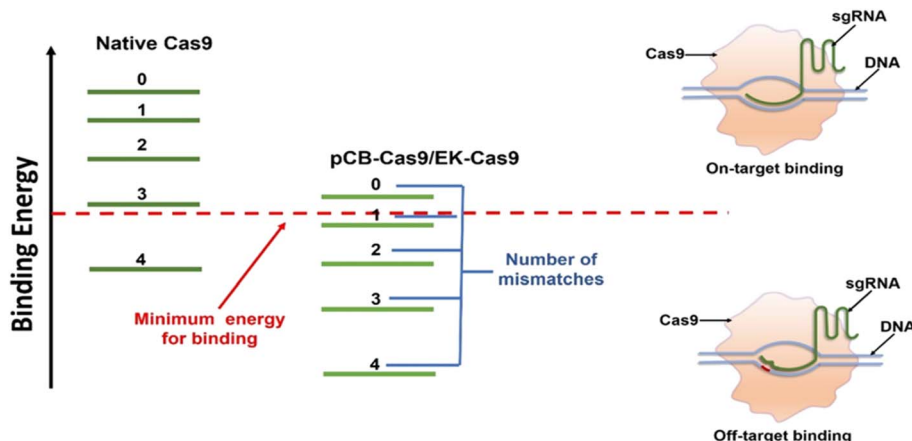 Native Cas9
0
1
2
3
4
Binding Energy
pCB-Cas9/EK-Cas9
0
1
2
3
4
Number of
mismatches
Minimum energy
for binding
sgRNA
Cas9
DNA
On-target binding
sgRNA
Cas9
DNA
Off-target binding